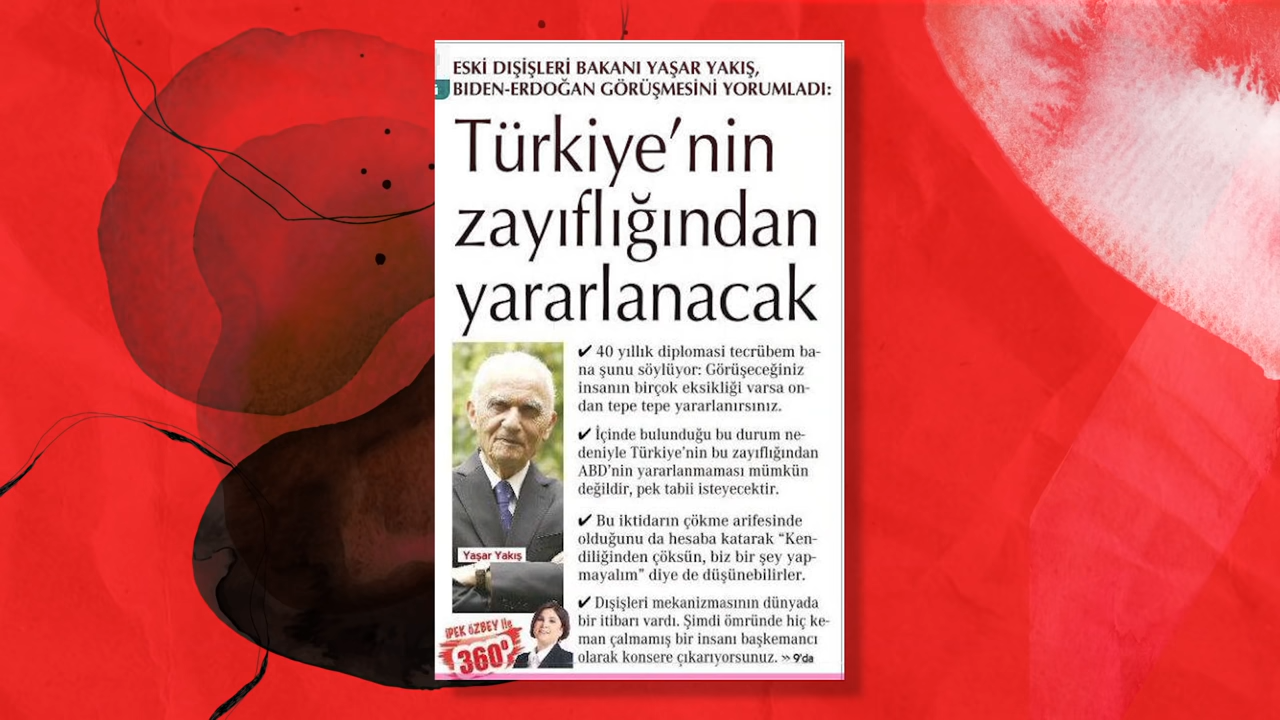 ESKİ DIŞİŞLERİ BAKANI YAŞAR YAKIŞ,
BIDEN-ERDOĞAN GÖRÜŞMESİNİ YORUMLADI:
Türkiye’nin
zayıflığından
yararlanacak
✔ 40 yıllık diplomasi tecrübem ba-
na şunu söylüyor: Görüşeceğiniz
insanın birçok eksikliği varsa on-
dan tepe tepe yararlanırsınız.
✔ İçinde bulunduğu bu durum ne-
deniyle Türkiye’nin bu zayıflığından
ABD’nin yararlanmaması mümkün
değildir, pek tabii isteyecektir.
✔ Bu iktidarın çökme arifesinde
olduğunu da hesaba katarak “Ken-
diliğinden çöksün, biz bir şey yap-
mayalım” diye de düşünebilirler.
✔ Dışişleri mekanizmasının dünyada
bir itibarı vardı. Şimdi ömründe hiç ke-
man çalmamış bir insanı başkemancı
olarak konsere çıkarıyorsunuz. » 9’da
Yaşar Yakış
İPEK ÖZBEY ile
360°